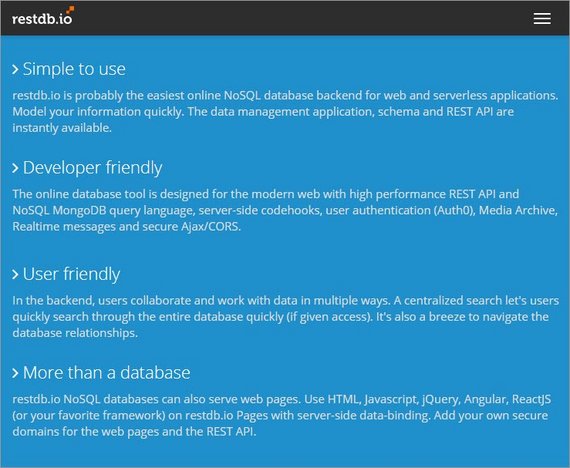 restdb.io
Simple to use
restdb.io is probably the easiest online NoSQL database backend for web and serverless applications.
Model your information quickly. The data management application, schema and REST API are
instantly available.
Developer friendly
The online database tool is designed for the modern web with high performance REST API and
NoSQL MongoDB query language, server-side codehooks, user authentication (Auth0), Media Archive,
Realtime messages and secure Ajax/CORS.
User friendly
In the backend, users collaborate and work with data in multiple ways. A centralized search let's users
quickly search through the entire database quickly (if given access). It's also a breeze to navigate the
database relationships.
More than a database
restdb.io NoSQL databases can also serve web pages. Use HTML, Javascript, jQuery, Angular, ReactJS
(or your favorite framework) on restdb.io Pages with server-side data-binding. Add your own secure
domains for the web pages and the REST API.